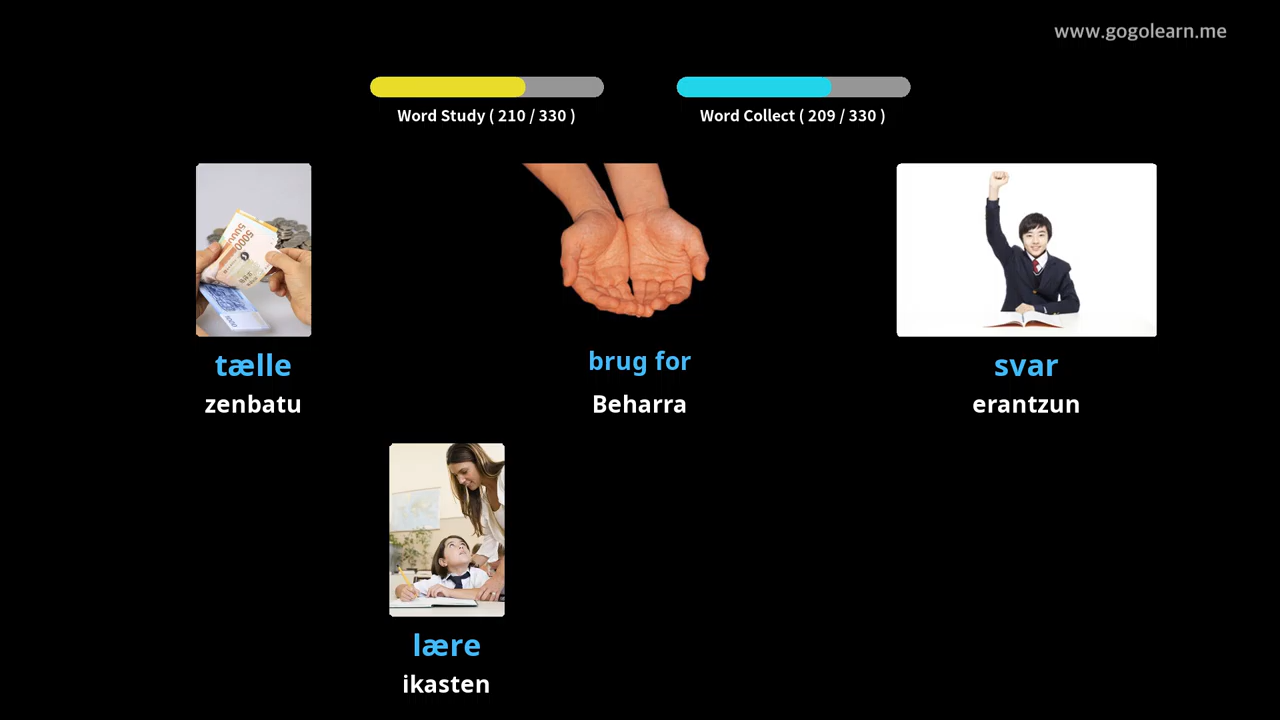 www.gogolearn.me
Word Study ( 210 / 330 )
Word Collect ( 209 / 330 )
5000
tælle
zenbatu
brug for
Beharra
svar
erantzun
lære
ikasten